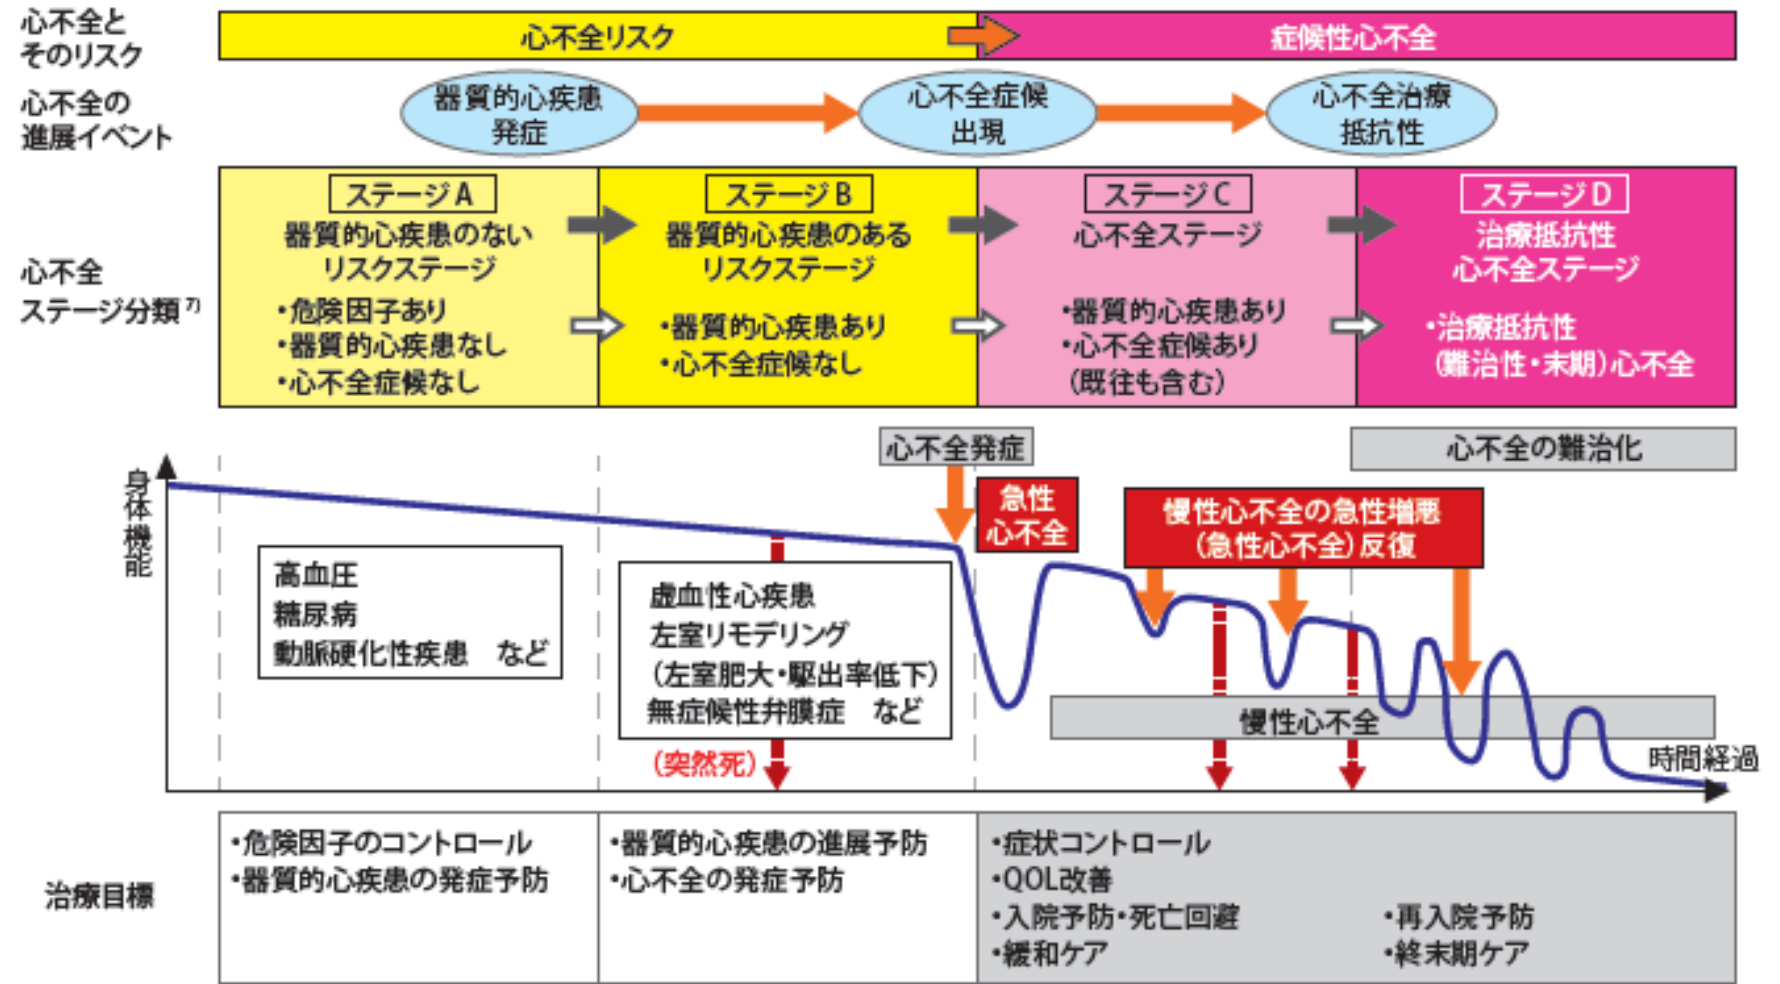 心不全と
そのリスク
心不全リスク
症候性心不全
心不全の
進展イベント
器質的心疾患
発症
心不全症候
出現
心不全治療
抵抗性
心不全
ステージ分類 7)
ステージA
器質的心疾患のない
リスクステージ
・危険因子あり
・器質的心疾患なし
・心不全症候なし
ステージB
器質的心疾患のある
リスクステージ
・器質的心疾患あり
・心不全症候なし
ステージC
心不全ステージ
・器質的心疾患あり
・心不全症候あり
(既往も含む)
ステージD
治療抵抗性
心不全ステージ
・治療抵抗性
(難治性・末期)心不全
身体機能
心不全発症
心不全の難治化
急性
心不全
慢性心不全の急性増悪
(急性心不全)反復
高血圧
糖尿病
動脈硬化性疾患　など
虚血性心疾患
左室リモデリング
(左室肥大・駆出率低下)
無症候性弁膜症　など
(突然死)
慢性心不全
時間経過
治療目標
・危険因子のコントロール
・器質的心疾患の発症予防
・器質的心疾患の進展予防
・心不全の発症予防
・症状コントロール
・QOL改善
・入院予防・死亡回避
・緩和ケア
・再入院予防
・終末期ケア